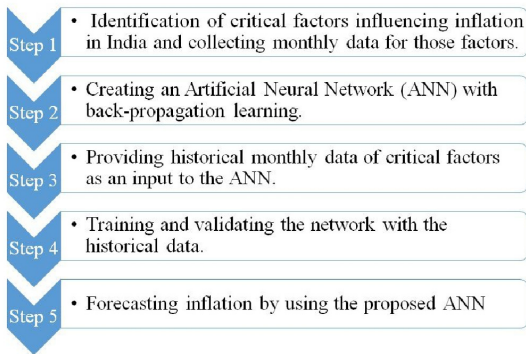 Step 1
• Identification of critical factors influencing inflation
in India and collecting monthly data for those factors.
Step 2
• Creating an Artificial Neural Network (ANN) with
back-propagation learning.
Step 3
• Providing historical monthly data of critical factors
as an input to the ANN.
Step 4
• Training and validating the network with the
historical data.
Step 5
• Forecasting inflation by using the proposed ANN